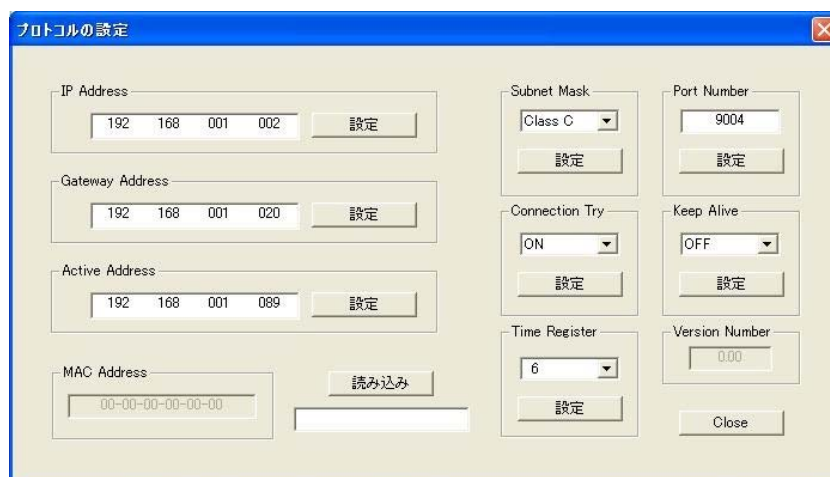 プロトコルの設定
IP Address
192 168 001 002
設定
Gateway Address
192 168 001 020
設定
Active Address
192 168 001 089
設定
MAC Address
00-00-00-00-00-00
読み込み
Subnet Mask
Class C
設定
Port Number
9004
設定
Connection Try
ON
設定
Keep Alive
OFF
設定
Time Register
6
設定
Version Number
0.00
Close